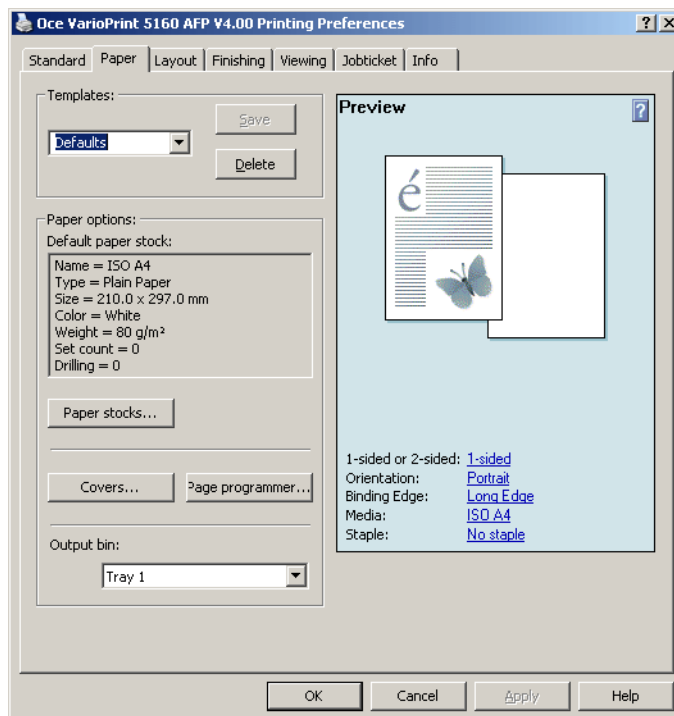 Oce VarioPrint 5160 AFP V4.00 Printing Preferences
Standard Paper Layout Finishing Viewing Jobticket Info
Templates:
Defaults
Save
Delete
Paper options:
Default paper stock:
Name = ISO A4
Type = Plain Paper
Size = 210.0 x 297.0 mm
Color = White
Weight = 80 g/m²
Set count = 0
Drilling = 0
Paper stocks...
Covers... Page programmer...
Output bin:
Tray 1
Preview
é
1-sided or 2-sided: 1-sided
Orientation: Portrait
Binding Edge: Long Edge
Media: ISO A4
Staple: No staple
OK Cancel Apply Help